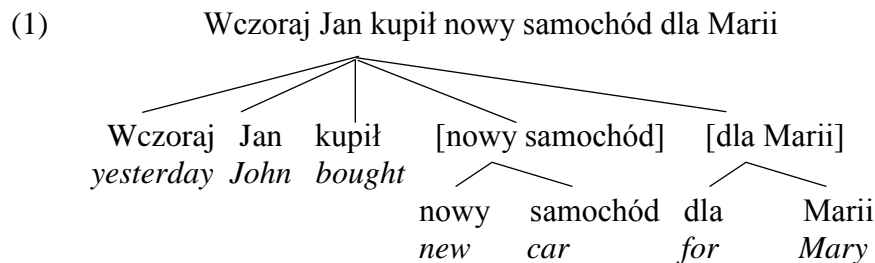 (1) Wczoraj Jan kupił nowy samochód dla Marii
Wczoraj Jan kupił [nowy samochód] [dla Marii]
yesterday John bought
nowy samochód dla Marii
new car for Mary